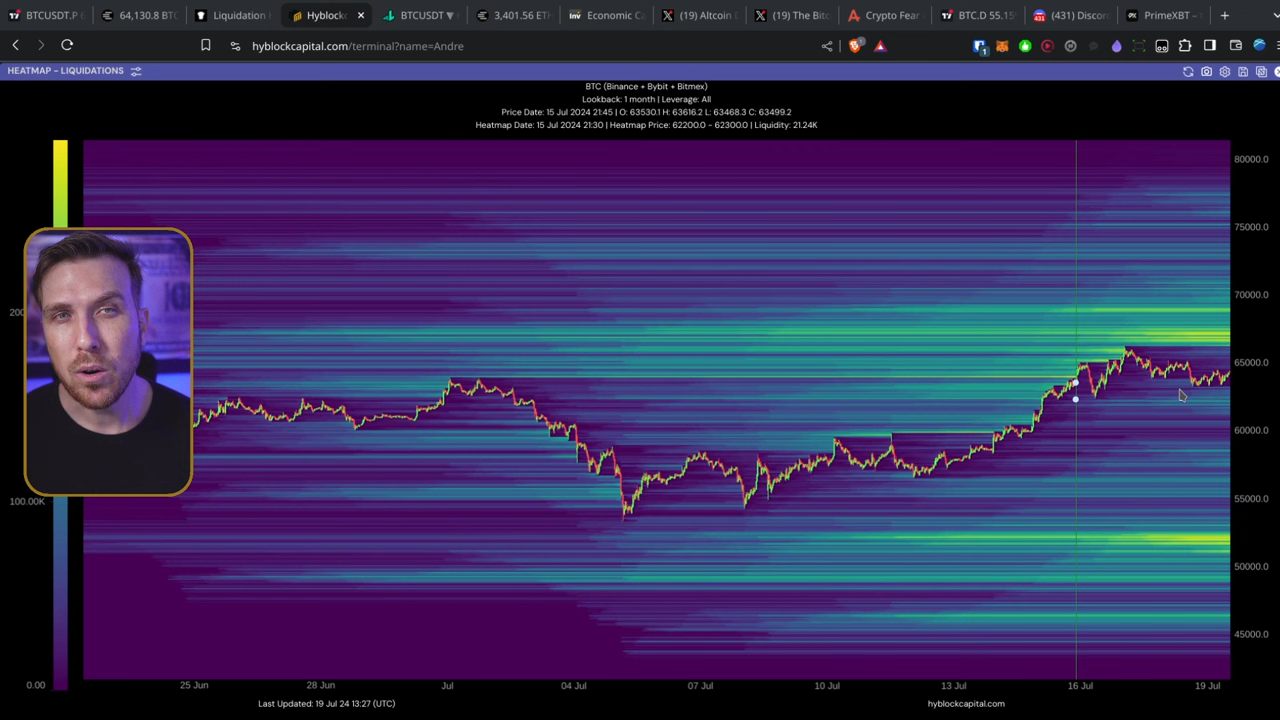 BTCUSDT.P 6
64,130.8 BTC
Liquidation
Hyblock
BTCUSDT ▼
3,401.56 ET
Economic Ca
(19) Altcoin
(19) The Bit
Crypto Fear
BTC.D 55.15
(431) Discor
PrimeXBT –
hyblockcapital.com/terminal?name=Andre
HEATMAP - LIQUIDATIONS
BTC (Binance + Bybit + Bitmex)
Lookback: 1 month | Leverage: All
Price Date: 15 Jul 2024 21:45 | O: 63530.1 H: 63616.2 L: 63468.3 C: 63499.2
Heatmap Date: 15 Jul 2024 21:30 | Heatmap Price: 62200.0 - 62300.0 | Liquidity: 21.24K
80000.0
75000.0
70000.0
65000.0
60000.0
55000.0
50000.0
45000.0
100.00K
0.00
25 Jun
28 Jun
Jul
04 Jul
07 Jul
10 Jul
13 Jul
16 Jul
19 Jul
Last Updated: 19 Jul 24 13:27 (UTC)
hyblockcapital.com